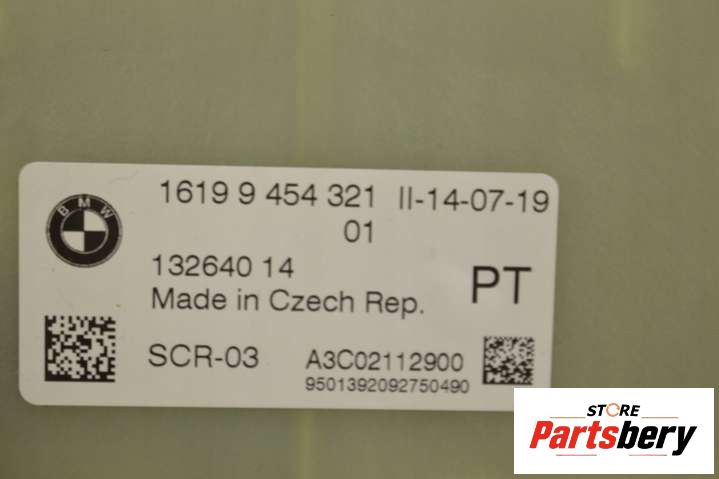 BMW
1619 9 454 321 II-14-07-19
01
132640 14
Made in Czech Rep.
PT
SCR-03
A3C02112900
9501392092750490
STORE
Partsbery